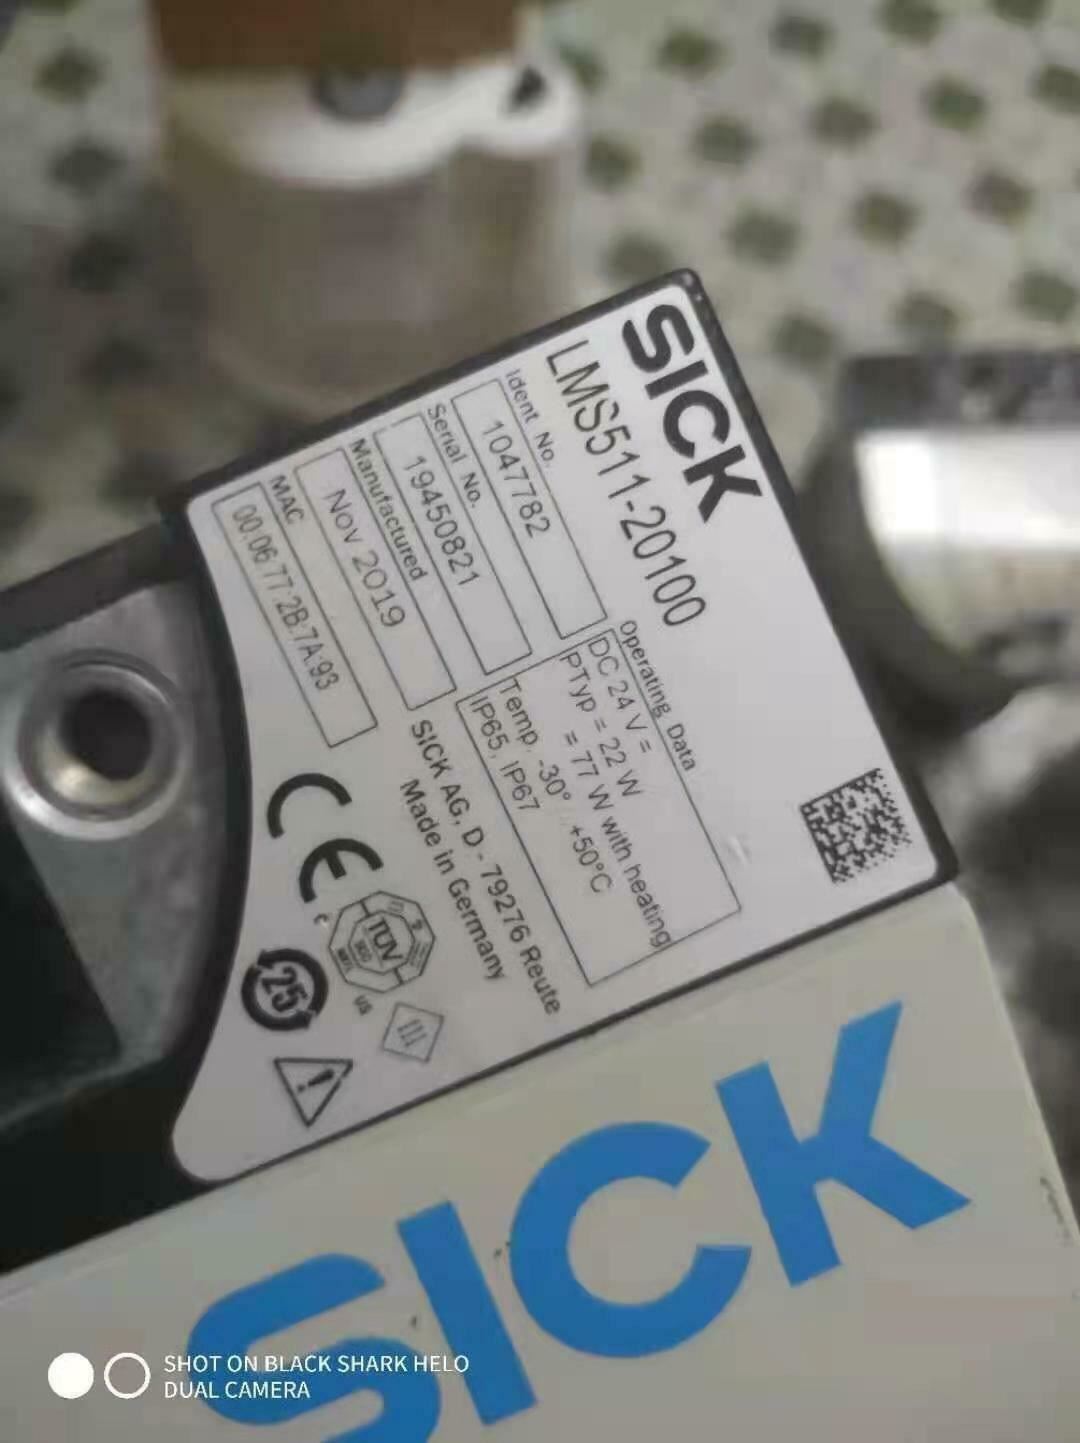 SICK
LMS511-20100
Ident No.
1047782
Serial No.
19450821
Manufactured
Nov 2019
MAC
00:06:77:2B:7A:93
Operating Data
DC 24 V =
PTyp = 22 W
= 77 W with heating
Temp. -30° +50°C
IP65, IP67
SICK AG, D - 79276 Reute
Made in Germany
CE
c
TÜV
US
25
SICK
SHOT ON BLACK SHARK HELO
DUAL CAMERA